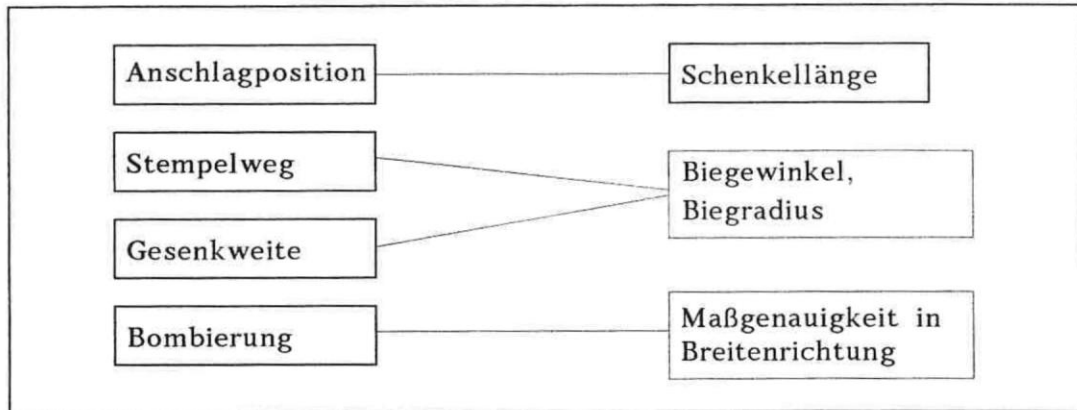 Anschlagposition
Schenkellänge
Stempelweg
Biegewinkel,
Biegradius
Gesenkweite
Bombierung
Maßgenauigkeit in
Breitenrichtung